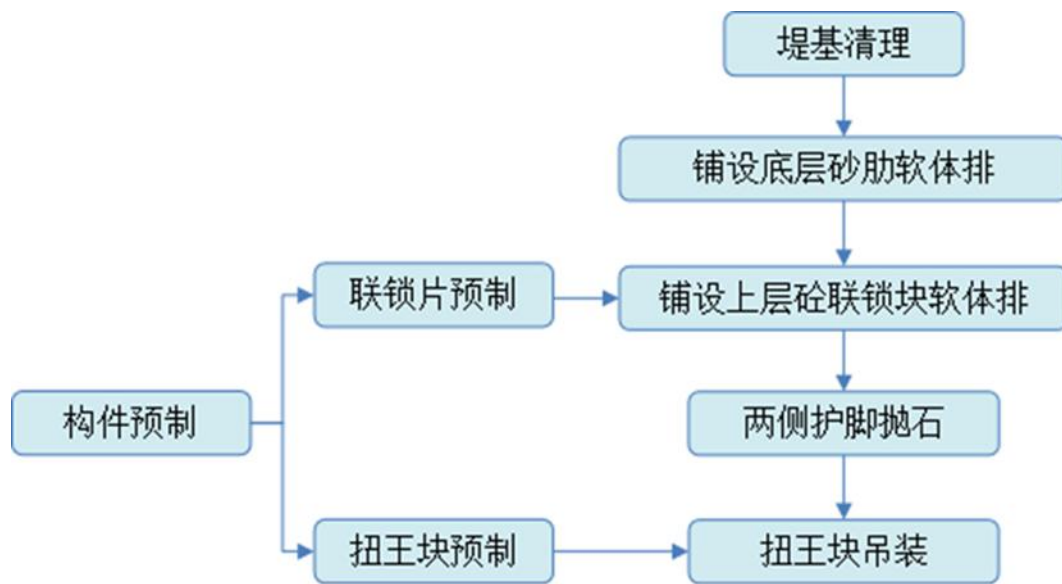 堤基清理
铺设底层砂肋软体排
联锁片预制
铺设上层砼联锁块软体排
构件预制
两侧护脚抛石
扭王块预制
扭王块吊装